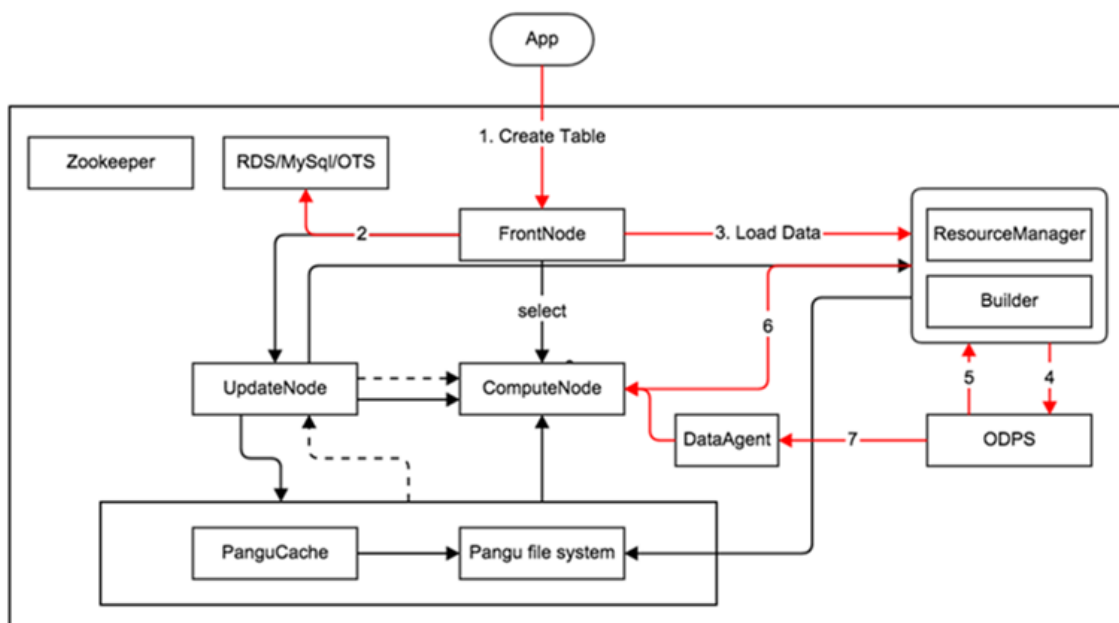 App
1. Create Table
Zookeeper
RDS/MySql/OTS
2
FrontNode
3. Load Data
ResourceManager
Builder
select
6
UpdateNode
ComputeNode
5
4
DataAgent
7
ODPS
PanguCache
Pangu file system